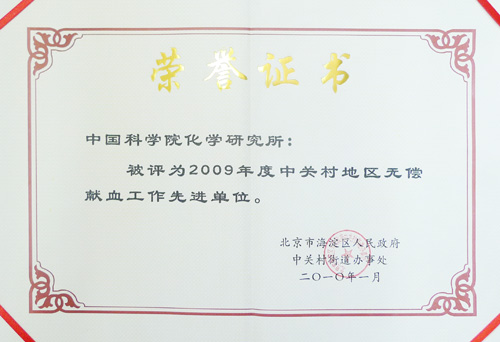 荣誉证书
中国科学院化学研究所：
被评为2009年度中关村地区无偿
献血工作先进单位。
北京市海淀区人民政府
中关村街道办事处
二〇一〇年一月